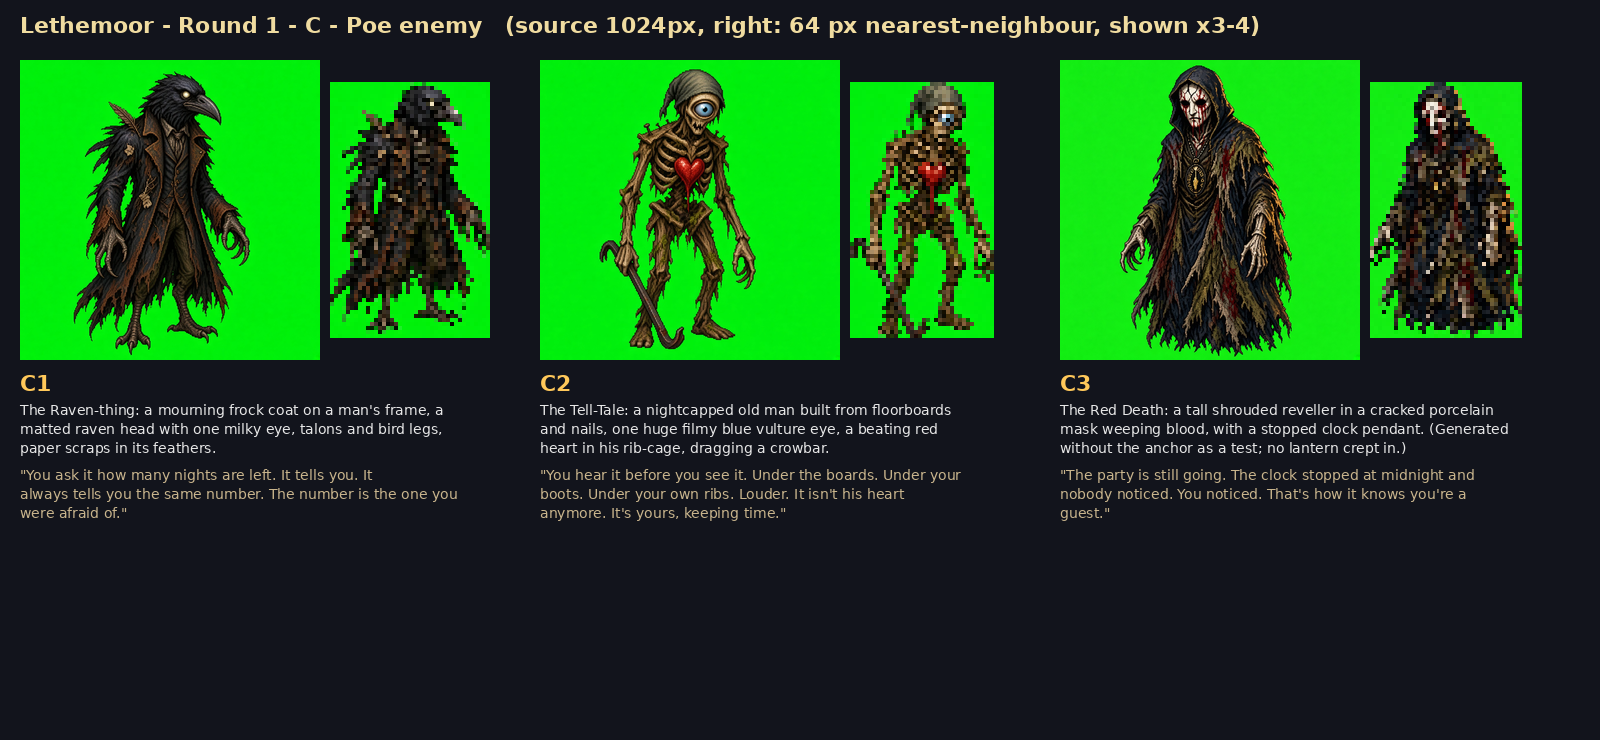 Lethemoor - Round 1 - C - Poe enemy (source 1024px, right: 64 px nearest-neighbour, shown x3-4)
C1
The Raven-thing: a mourning frock coat on a man's frame, a
matted raven head with one milky eye, talons and bird legs,
paper scraps in its feathers.
"You ask it how many nights are left. It tells you. It
always tells you the same number. The number is the one you
were afraid of."
C2
The Tell-Tale: a nightcapped old man built from floorboards
and nails, one huge filmy blue vulture eye, a beating red
heart in his rib-cage, dragging a crowbar.
"You hear it before you see it. Under the boards. Under your
boots. Under your own ribs. Louder. It isn't his heart
anymore. It's yours, keeping time."
C3
The Red Death: a tall shrouded reveller in a cracked porcelain
mask weeping blood, with a stopped clock pendant. (Generated
without the anchor as a test; no lantern crept in.)
"The party is still going. The clock stopped at midnight and
nobody noticed. You noticed. That's how it knows you're a
guest."